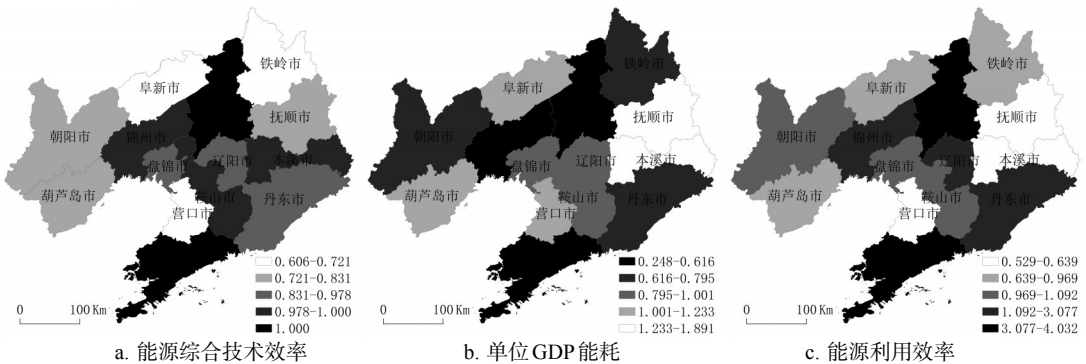 铁岭市
阜新市
抚顺市
朝阳市
锦州市
盘锦市
辽阳市
本溪市
葫芦岛市
鞍山市
丹东市
营口市
0.606-0.721
0.721-0.831
0.831-0.978
0.978-1.000
1.000
0 100 Km
a. 能源综合技术效率
铁岭市
阜新市
抚顺市
朝阳市
盘锦市
辽阳市
本溪市
葫芦岛市
鞍山市
丹东市
营口市
0.248-0.616
0.616-0.795
0.795-1.001
1.001-1.233
1.233-1.891
0 100 Km
b. 单位GDP能耗
铁岭市
阜新市
抚顺市
朝阳市
锦州市
盘锦市
辽阳市
本溪市
葫芦岛市
鞍山市
丹东市
营口市
0.529-0.639
0.639-0.969
0.969-1.092
1.092-3.077
3.077-4.032
0 100 Km
c. 能源利用效率